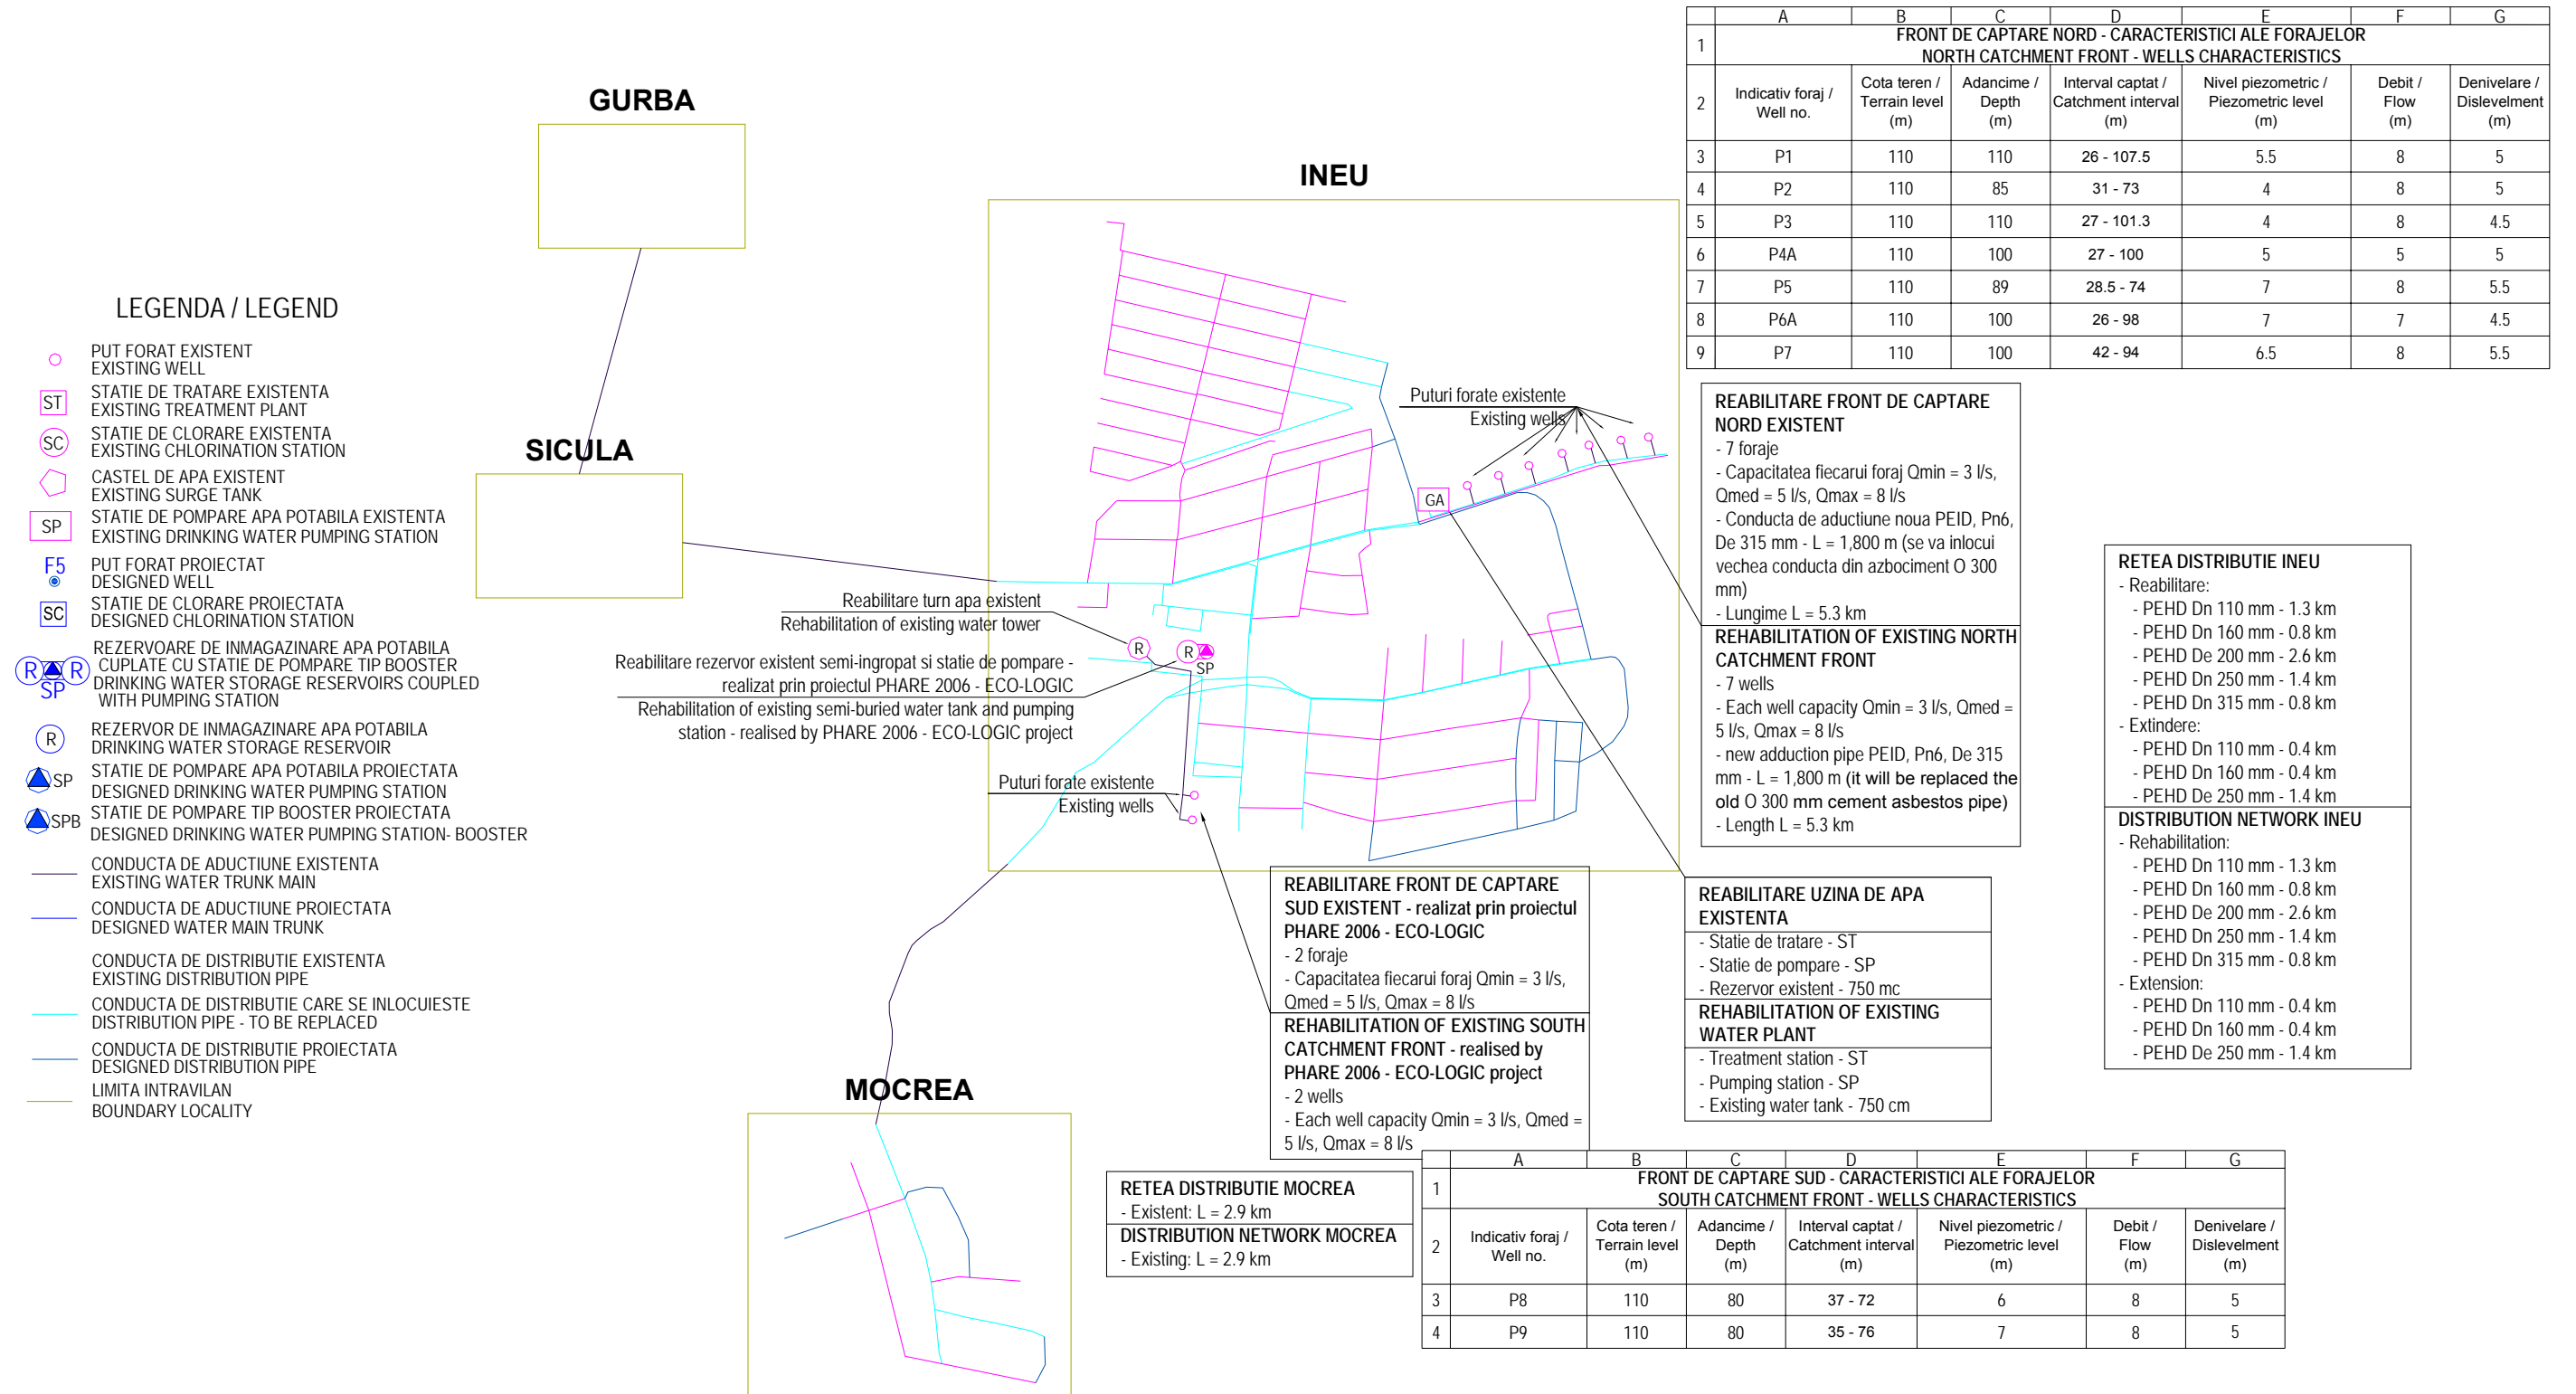 GURBA
SICULA
INEU
MOCREA
LEGENDA / LEGEND
PUT FORAT EXISTENT
EXISTING WELL
ST
STATIE DE TRATARE EXISTENTA
EXISTING TREATMENT PLANT
SC
STATIE DE CLORARE EXISTENTA
EXISTING CHLORINATION STATION
CASTEL DE APA EXISTENT
EXISTING SURGE TANK
SP
STATIE DE POMPARE APA POTABILA EXISTENTA
EXISTING DRINKING WATER PUMPING STATION
F5
PUT FORAT PROIECTAT
DESIGNED WELL
SC
STATIE DE CLORARE PROIECTATA
DESIGNED CHLORINATION STATION
R R
SP
REZERVOARE DE INMAGAZINARE APA POTABILA
CUPLATE CU STATIE DE POMPARE TIP BOOSTER
DRINKING WATER STORAGE RESERVOIRS COUPLED
WITH PUMPING STATION
R
REZERVOR DE INMAGAZINARE APA POTABILA
DRINKING WATER STORAGE RESERVOIR
SP
STATIE DE POMPARE APA POTABILA PROIECTATA
DESIGNED DRINKING WATER PUMPING STATION
SPB
STATIE DE POMPARE TIP BOOSTER PROIECTATA
DESIGNED DRINKING WATER PUMPING STATION- BOOSTER
CONDUCTA DE ADUCTIUNE EXISTENTA
EXISTING WATER TRUNK MAIN
CONDUCTA DE ADUCTIUNE PROIECTATA
DESIGNED WATER MAIN TRUNK
CONDUCTA DE DISTRIBUTIE EXISTENTA
EXISTING DISTRIBUTION PIPE
CONDUCTA DE DISTRIBUTIE CARE SE INLOCUIESTE
DISTRIBUTION PIPE - TO BE REPLACED
CONDUCTA DE DISTRIBUTIE PROIECTATA
DESIGNED DISTRIBUTION PIPE
LIMITA INTRAVILAN
BOUNDARY LOCALITY
Puturi forate existente
Existing wells
GA
Reabilitare turn apa existent
Rehabilitation of existing water tower
R
R
SP
Reabilitare rezervor existent semi-ingropat si statie de pompare -
realizat prin proiectul PHARE 2006 - ECO-LOGIC
Rehabilitation of existing semi-buried water tank and pumping
station - realised by PHARE 2006 - ECO-LOGIC project
Puturi forate existente
Existing wells
A B C D E F G
1 FRONT DE CAPTARE NORD - CARACTERISTICI ALE FORAJELOR
NORTH CATCHMENT FRONT - WELLS CHARACTERISTICS
2 Indicativ foraj / Well no. Cota teren / Terrain level (m) Adancime / Depth (m) Interval captat / Catchment interval (m) Nivel piezometric / Piezometric level (m) Debit / Flow (m) Denivelare / Dislevelment (m)
3 P1 110 110 26 - 107.5 5.5 8 5
4 P2 110 85 31 - 73 4 8 5
5 P3 110 110 27 - 101.3 4 8 4.5
6 P4A 110 100 27 - 100 5 5 5
7 P5 110 89 28.5 - 74 7 8 5.5
8 P6A 110 100 26 - 98 7 7 4.5
9 P7 110 100 42 - 94 6.5 8 5.5
REABILITARE FRONT DE CAPTARE
NORD EXISTENT
- 7 foraje
- Capacitatea fiecarui foraj Qmin = 3 l/s,
Qmed = 5 l/s, Qmax = 8 l/s
- Conducta de aductiune noua PEID, Pn6,
De 315 mm - L = 1,800 m (se va inlocui
vechea conducta din azbociment O 300
mm)
- Lungime L = 5.3 km
REHABILITATION OF EXISTING NORTH
CATCHMENT FRONT
- 7 wells
- Each well capacity Qmin = 3 l/s, Qmed =
5 l/s, Qmax = 8 l/s
- new adduction pipe PEID, Pn6, De 315
mm - L = 1,800 m (it will be replaced the
old O 300 mm cement asbestos pipe)
- Length L = 5.3 km
RETEA DISTRIBUTIE INEU
- Reabilitare:
- PEHD Dn 110 mm - 1.3 km
- PEHD Dn 160 mm - 0.8 km
- PEHD De 200 mm - 2.6 km
- PEHD Dn 250 mm - 1.4 km
- PEHD Dn 315 mm - 0.8 km
- Extindere:
- PEHD Dn 110 mm - 0.4 km
- PEHD Dn 160 mm - 0.4 km
- PEHD De 250 mm - 1.4 km
DISTRIBUTION NETWORK INEU
- Rehabilitation:
- PEHD Dn 110 mm - 1.3 km
- PEHD Dn 160 mm - 0.8 km
- PEHD De 200 mm - 2.6 km
- PEHD Dn 250 mm - 1.4 km
- PEHD Dn 315 mm - 0.8 km
- Extension:
- PEHD Dn 110 mm - 0.4 km
- PEHD Dn 160 mm - 0.4 km
- PEHD De 250 mm - 1.4 km
REABILITARE FRONT DE CAPTARE
SUD EXISTENT - realizat prin proiectul
PHARE 2006 - ECO-LOGIC
- 2 foraje
- Capacitatea fiecarui foraj Qmin = 3 l/s,
Qmed = 5 l/s, Qmax = 8 l/s
REHABILITATION OF EXISTING SOUTH
CATCHMENT FRONT - realised by
PHARE 2006 - ECO-LOGIC project
- 2 wells
- Each well capacity Qmin = 3 l/s, Qmed =
5 l/s, Qmax = 8 l/s
REABILITARE UZINA DE APA
EXISTENTA
- Statie de tratare - ST
- Statie de pompare - SP
- Rezervor existent - 750 mc
REHABILITATION OF EXISTING
WATER PLANT
- Treatment station - ST
- Pumping station - SP
- Existing water tank - 750 cm
RETEA DISTRIBUTIE MOCREA
- Existent: L = 2.9 km
DISTRIBUTION NETWORK MOCREA
- Existing: L = 2.9 km
A B C D E F G
1 FRONT DE CAPTARE SUD - CARACTERISTICI ALE FORAJELOR
SOUTH CATCHMENT FRONT - WELLS CHARACTERISTICS
2 Indicativ foraj / Well no. Cota teren / Terrain level (m) Adancime / Depth (m) Interval captat / Catchment interval (m) Nivel piezometric / Piezometric level (m) Debit / Flow (m) Denivelare / Dislevelment (m)
3 P8 110 80 37 - 72 6 8 5
4 P9 110 80 35 - 76 7 8 5